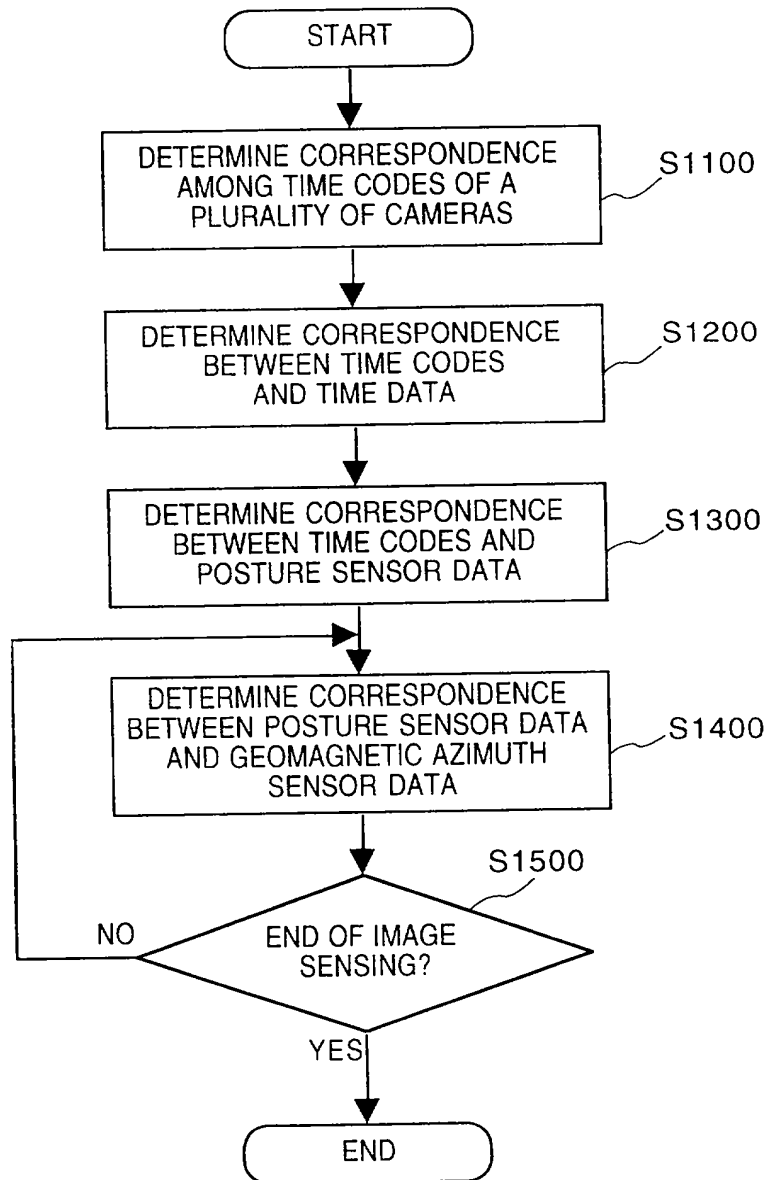 START
DETERMINE CORRESPONDENCE
AMONG TIME CODES OF A
PLURALITY OF CAMERAS
S1100
DETERMINE CORRESPONDENCE
BETWEEN TIME CODES
AND TIME DATA
S1200
DETERMINE CORRESPONDENCE
BETWEEN TIME CODES AND
POSTURE SENSOR DATA
S1300
DETERMINE CORRESPONDENCE
BETWEEN POSTURE SENSOR DATA
AND GEOMAGNETIC AZIMUTH
SENSOR DATA
S1400
S1500
NO
END OF IMAGE
SENSING?
YES
END